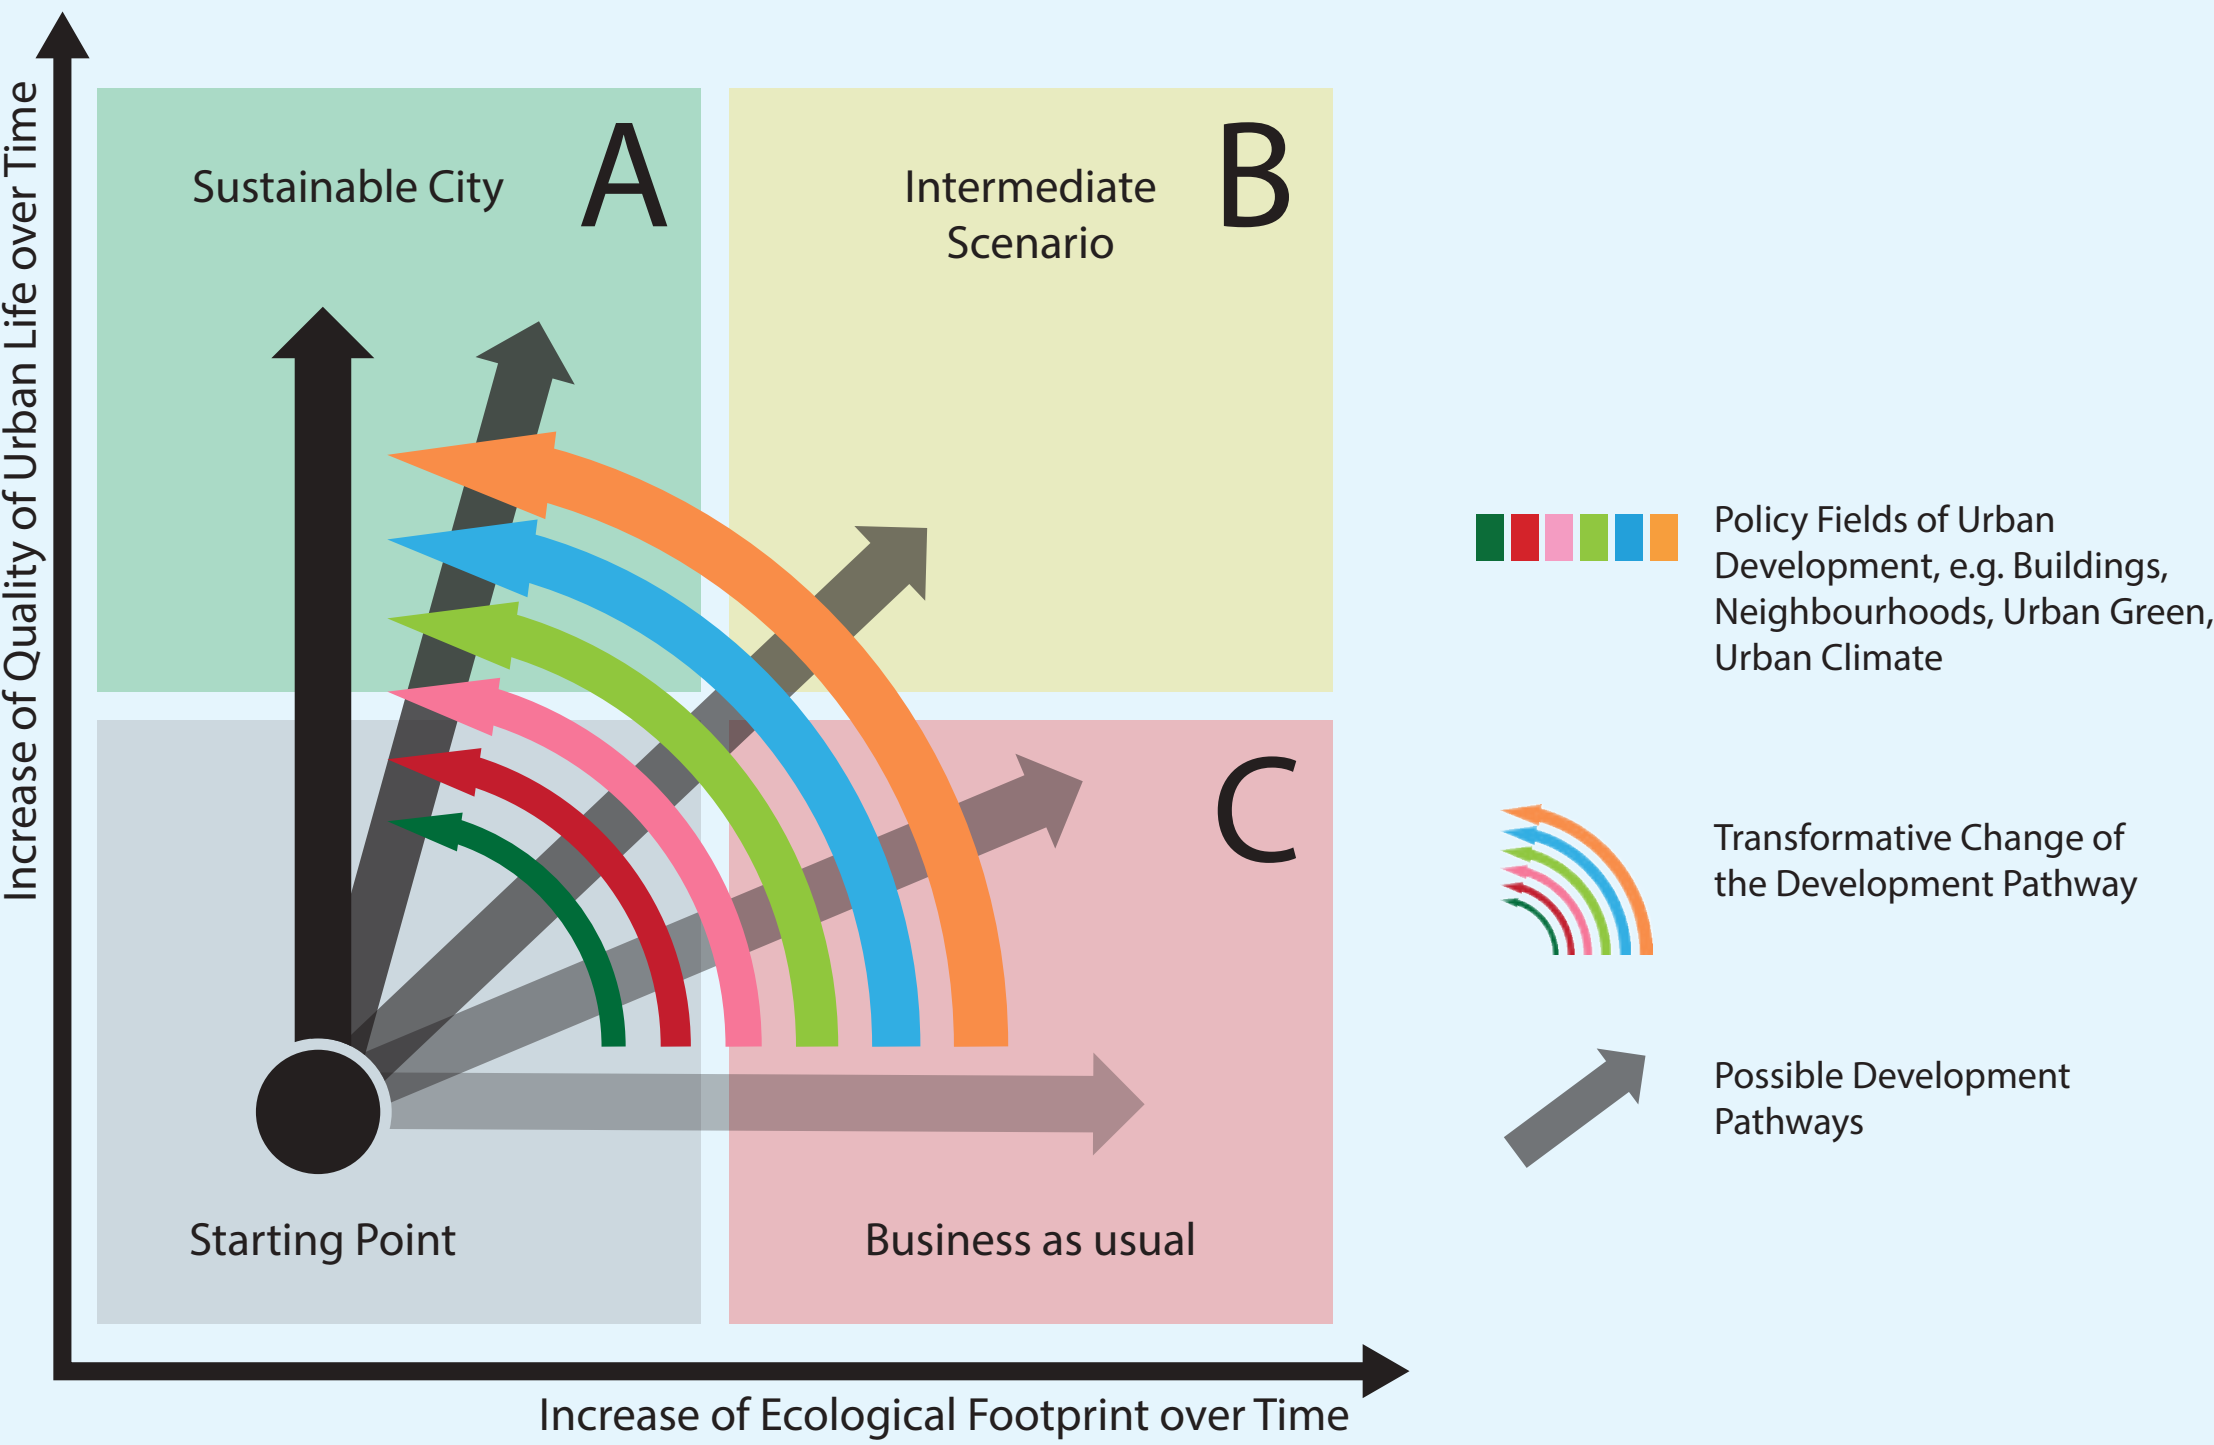 Increase of Quality of Urban Life over Time
Sustainable City
A
Intermediate
Scenario
B
C
Starting Point
Business as usual
Increase of Ecological Footprint over Time
Policy Fields of Urban
Development, e.g. Buildings,
Neighbourhoods, Urban Green,
Urban Climate
Transformative Change of
the Development Pathway
Possible Development
Pathways